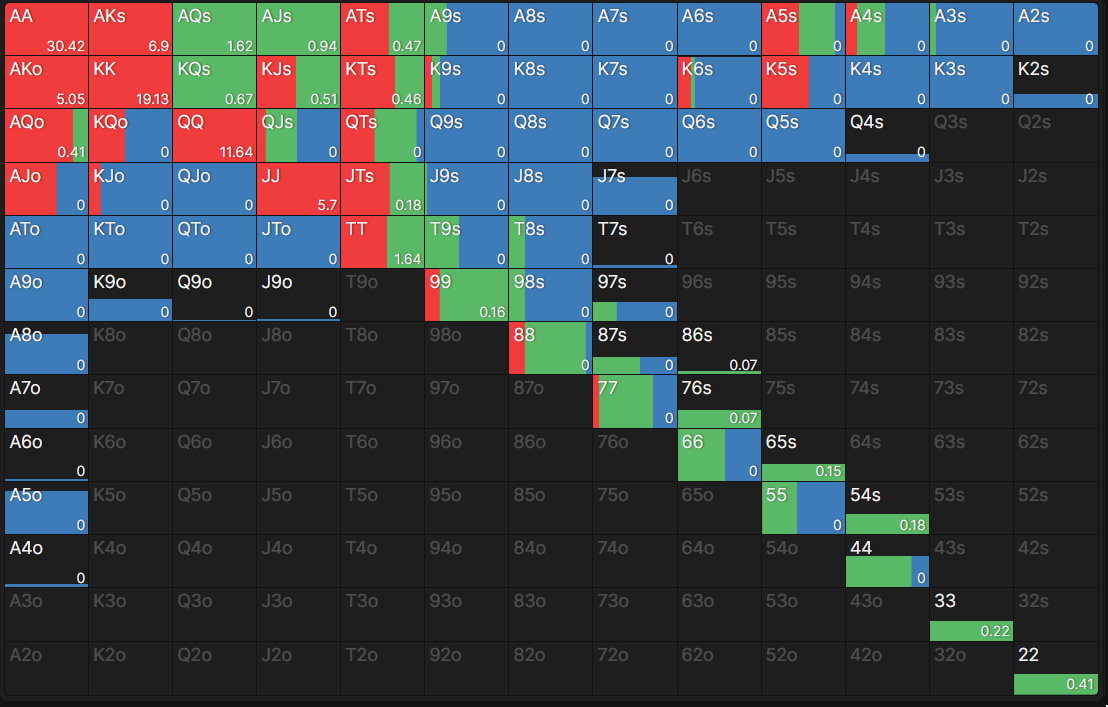 AA AKs AQs AJs ATs A9s A8s A7s A6s A5s A4s A3s A2s
30.42 6.9 1.62 0.94 0.47 0 0 0 0 0 0 0 0
AKo KK KQs KJs KTs K9s K8s K7s K6s K5s K4s K3s K2s
5.05 19.13 0.67 0.51 0.46 0 0 0 0 0 0 0 0
AQo KQo QQ QJs QTs Q9s Q8s Q7s Q6s Q5s Q4s Q3s Q2s
0.41 0 11.64 0 0 0 0 0 0 0 0
AJo KJo QJo JJ JTs J9s J8s J7s J6s J5s J4s J3s J2s
0 0 0 5.7 0.18 0 0 0
ATo KTo QTo JTo TT T9s T8s T7s T6s T5s T4s T3s T2s
0 0 0 0 1.64 0 0 0
A9o K9o Q9o J9o T9o 99 98s 97s 96s 95s 94s 93s 92s
0 0 0 0 0.16 0 0
A8o K8o Q8o J8o T8o 98o 88 87s 86s 85s 84s 83s 82s
0 0 0 0.07
A7o K7o Q7o J7o T7o 97o 87o 77 76s 75s 74s 73s 72s
0 0 0.07
A6o K6o Q6o J6o T6o 96o 86o 76o 66 65s 64s 63s 62s
0 0 0.15
A5o K5o Q5o J5o T5o 95o 85o 75o 65o 55 54s 53s 52s
0 0 0.18
A4o K4o Q4o J4o T4o 94o 84o 74o 64o 54o 44 43s 42s
0 0
A3o K3o Q3o J3o T3o 93o 83o 73o 63o 53o 43o 33 32s
0.22
A2o K2o Q2o J2o T2o 92o 82o 72o 62o 52o 42o 32o 22
0.41